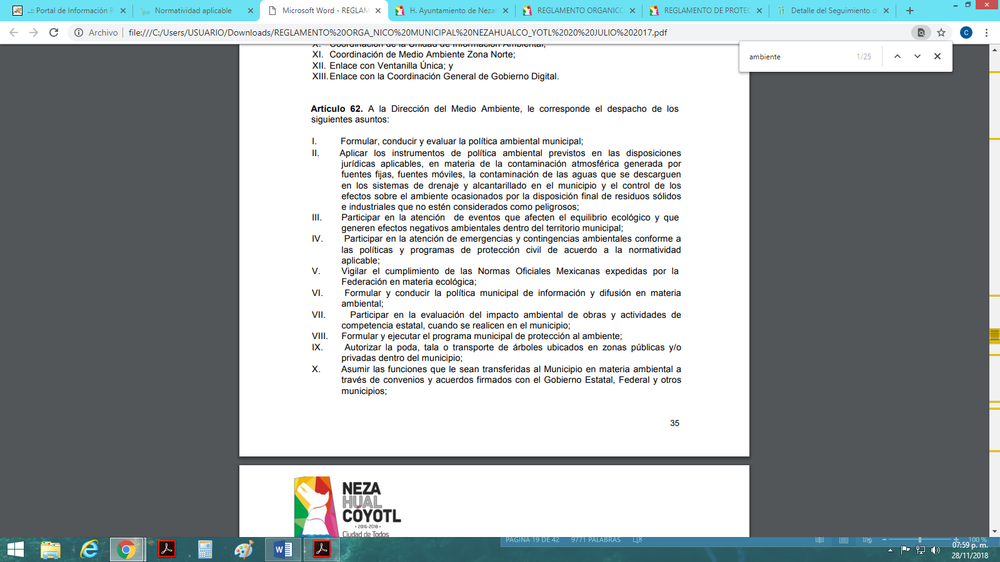 ..:: Portal de Información P
Normatividad aplicable
Microsoft Word - REGLAM
H. Ayuntamiento de Neza
REGLAMENTO ORGANICO
REGLAMENTO DE PROTEC
Detalle del Seguimiento d
Archivo
file:///C:/Users/USUARIO/Downloads/REGLAMENTO%20ORGA_NICO%20MUNICIPAL%20NEZAHUALCO_YOTL%2020%20JULIO%202017.pdf
C
ambiente 1/25
X. Coordinación de la Unidad de Información Ambiental;
XI. Coordinación de Medio Ambiente Zona Norte;
XII. Enlace con Ventanilla Única; y
XIII. Enlace con la Coordinación General de Gobierno Digital.
Artículo 62. A la Dirección del Medio Ambiente, le corresponde el despacho de los
siguientes asuntos:
I. Formular, conducir y evaluar la política ambiental municipal;
II. Aplicar los instrumentos de política ambiental previstos en las disposiciones
jurídicas aplicables, en materia de la contaminación atmosférica generada por
fuentes fijas, fuentes móviles, la contaminación de las aguas que se descarguen
en los sistemas de drenaje y alcantarillado en el municipio y el control de los
efectos sobre el ambiente ocasionados por la disposición final de residuos sólidos
e industriales que no estén considerados como peligrosos;
III. Participar en la atención de eventos que afecten el equilibrio ecológico y que
generen efectos negativos ambientales dentro del territorio municipal;
IV. Participar en la atención de emergencias y contingencias ambientales conforme a
las políticas y programas de protección civil de acuerdo a la normatividad
aplicable;
V. Vigilar el cumplimiento de las Normas Oficiales Mexicanas expedidas por la
Federación en materia ecológica;
VI. Formular y conducir la política municipal de información y difusión en materia
ambiental;
VII. Participar en la evaluación del impacto ambiental de obras y actividades de
competencia estatal, cuando se realicen en el municipio;
VIII. Formular y ejecutar el programa municipal de protección al ambiente;
IX. Autorizar la poda, tala o transporte de árboles ubicados en zonas públicas y/o
privadas dentro del municipio;
X. Asumir las funciones que le sean transferidas al Municipio en materia ambiental a
través de convenios y acuerdos firmados con el Gobierno Estatal, Federal y otros
municipios;
35
NEZA
HUAL
COYOTL
• 2016-2018 •
Ciudad de Todos
PÁGINA 19 DE 42 9771 PALABRAS
100 %
07:59 p. m.
28/11/2018